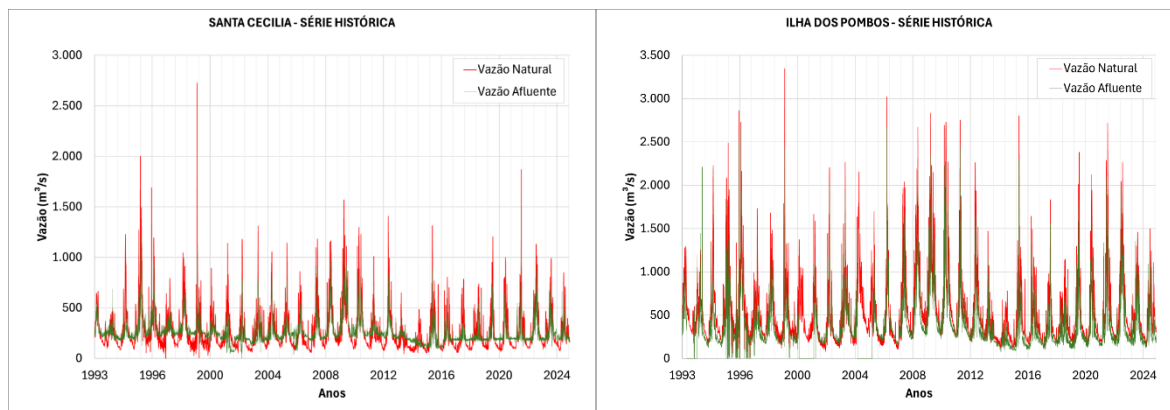 SANTA CECILIA - SÉRIE HISTÓRICA
3.000
2.500
2.000
1.500
1.000
500
0
Vazão (m³/s)
Vazão Natural
Vazão Afluente
1993 1996 2000 2004 2008 2012 2016 2020 2024
Anos
ILHA DOS POMBOS - SÉRIE HISTÓRICA
3.500
3.000
2.500
2.000
1.500
1.000
500
0
Vazão (m³/s)
Vazão Natural
Vazão Afluente
1993 1996 2000 2004 2008 2012 2016 2020 2024
Anos